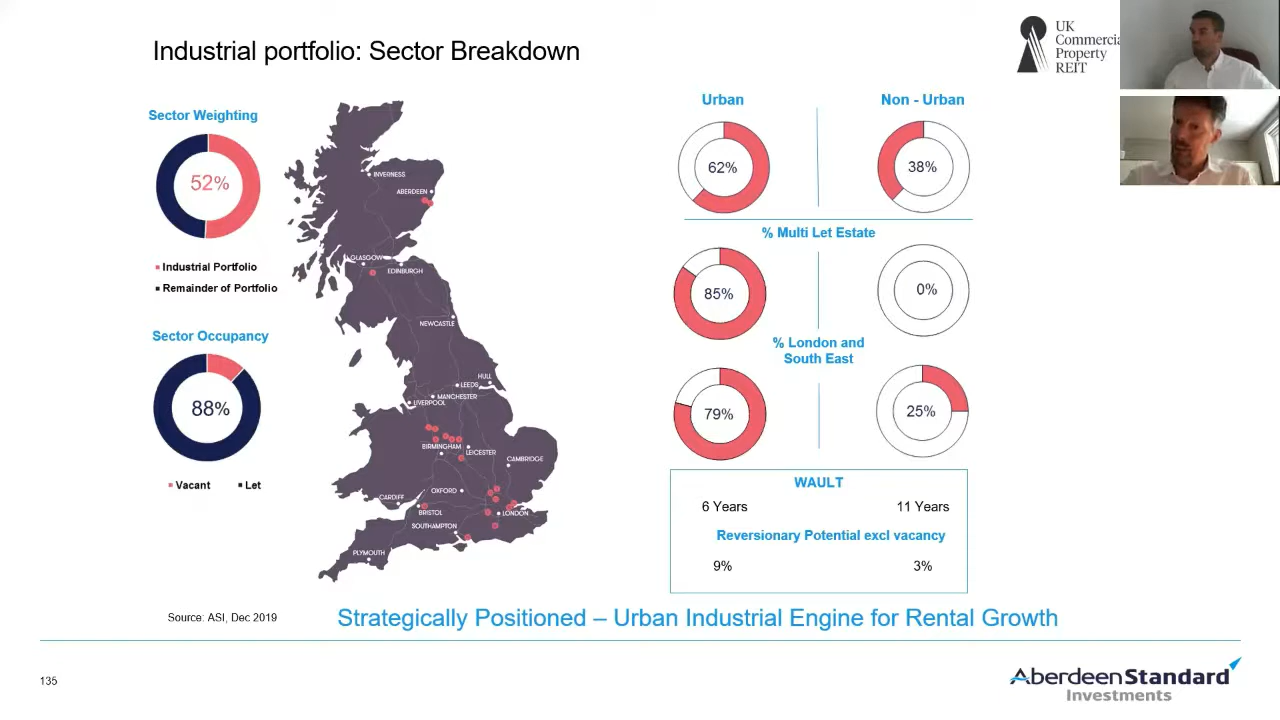 Industrial portfolio: Sector Breakdown
UK
Commercia
Property
REIT
Sector Weighting
52%
Industrial Portfolio
Remainder of Portfolio
Sector Occupancy
88%
Vacant
Let
INVERNESS
ABERDEEN
GLASGOW
EDINBURGH
NEWCASTLE
HULL
LEEDS
MANCHESTER
LIVERPOOL
BIRMINGHAM
LEICESTER
CAMBRIDGE
OXFORD
CARDIFF
BRISTOL
LONDON
SOUTHAMPTON
PLYMOUTH
Urban
Non - Urban
62%
38%
% Multi Let Estate
85%
0%
% London and
South East
79%
25%
WAULT
6 Years
11 Years
Reversionary Potential excl vacancy
9%
3%
Source: ASI, Dec 2019
Strategically Positioned – Urban Industrial Engine for Rental Growth
135
AberdeenStandard
Investments